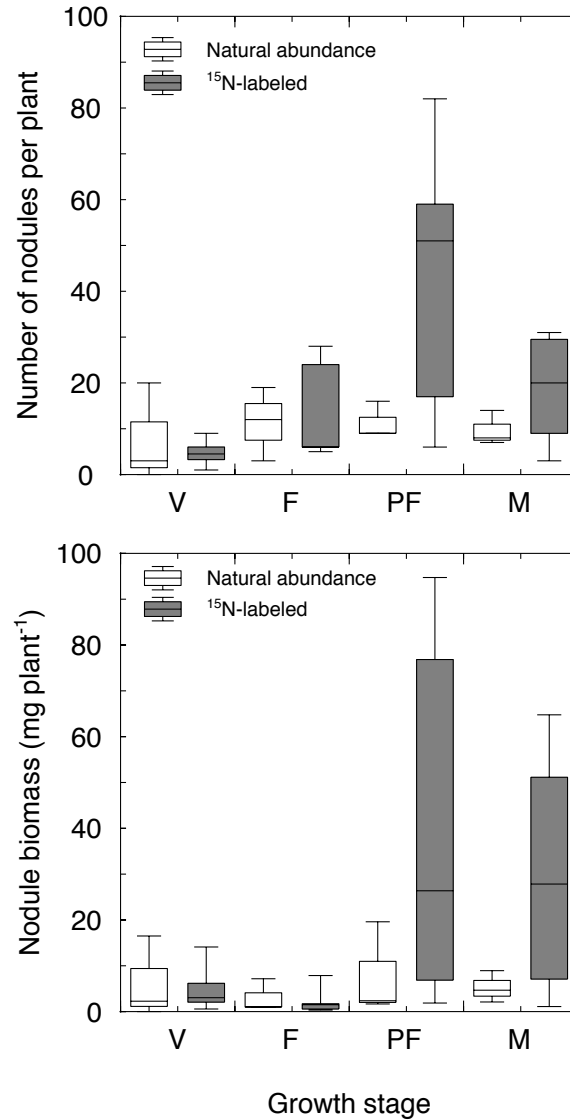 100
Natural abundance
¹⁵N-labeled
80
60
40
20
0
Number of nodules per plant
V F PF M
100
Natural abundance
¹⁵N-labeled
80
60
40
20
0
Nodule biomass (mg plant⁻¹)
V F PF M
Growth stage